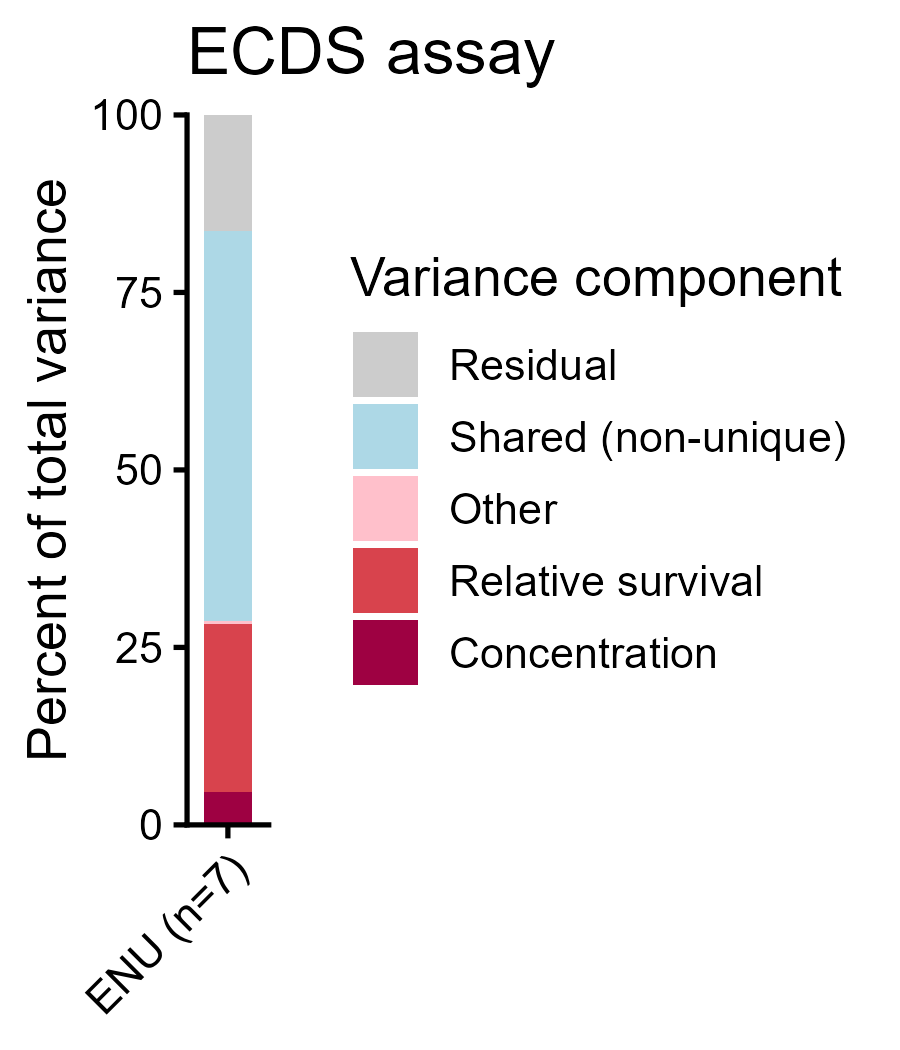 ECDS assay
Percent of total variance
100
75
50
25
0
ENU (n=7)
Variance component
Residual
Shared (non-unique)
Other
Relative survival
Concentration